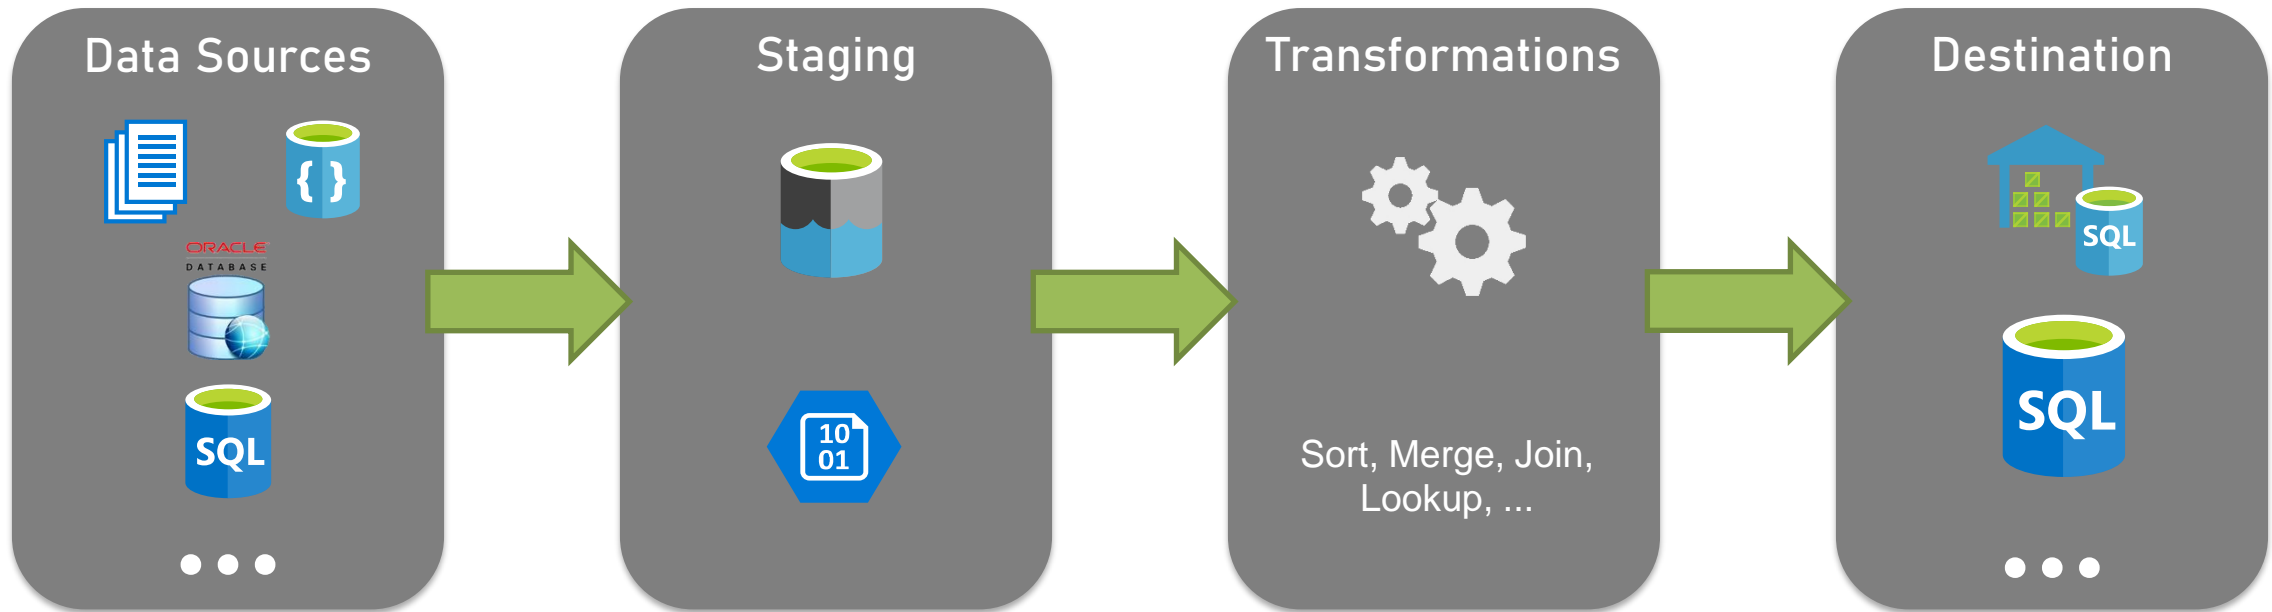 Data Sources
{ }
ORACLE
DATABASE
SQL
Staging
10
01
Transformations
Sort, Merge, Join,
Lookup, ...
Destination
SQL
SQL